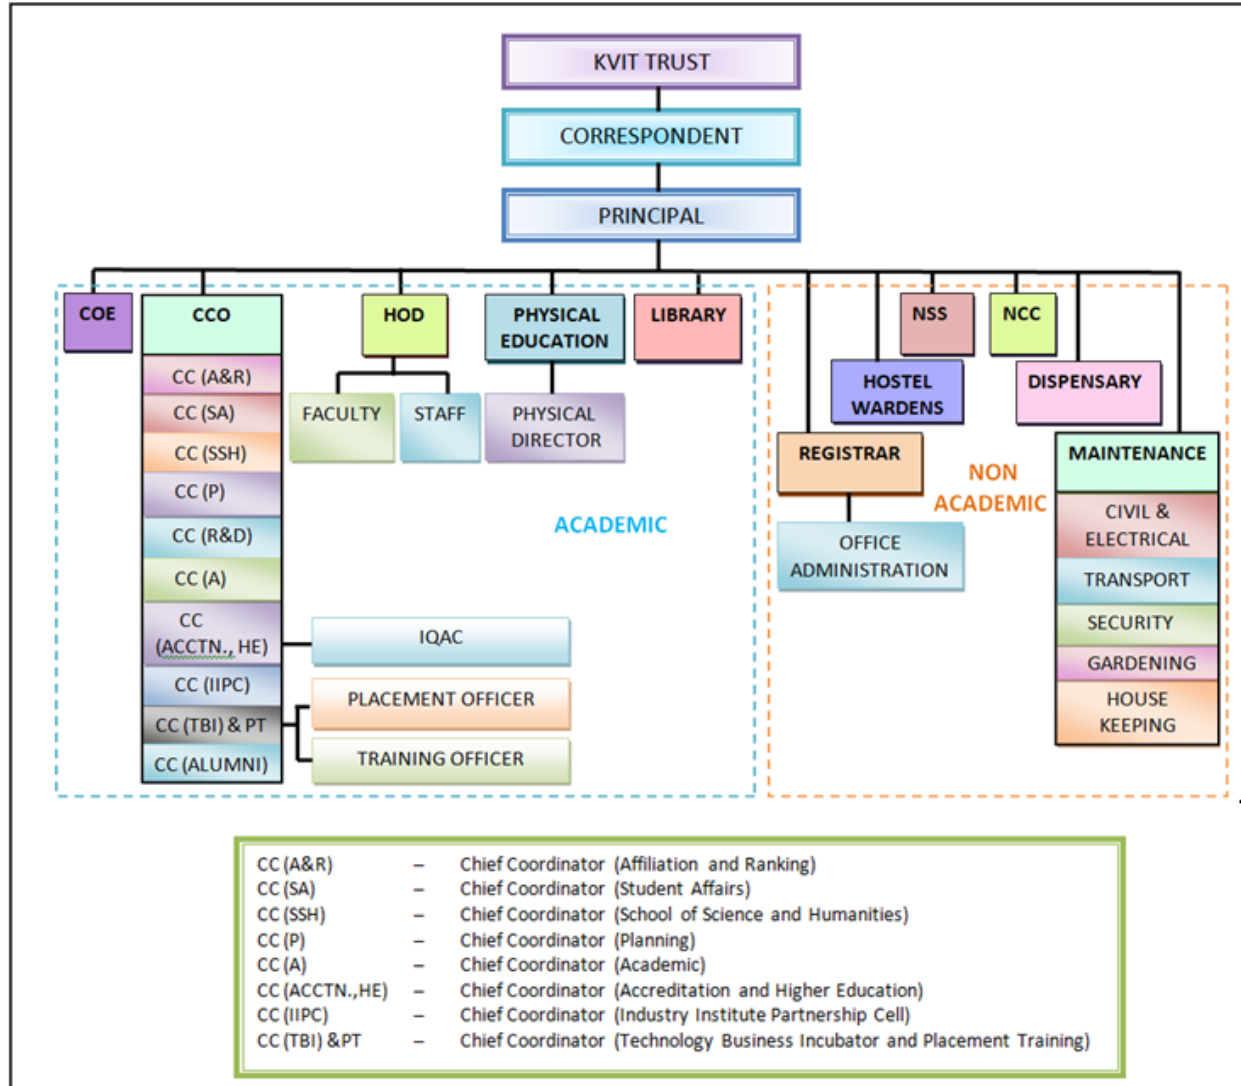 KVIT TRUST
CORRESPONDENT
PRINCIPAL
COE
CCO
HOD
PHYSICAL
EDUCATION
LIBRARY
NSS
NCC
HOSTEL
WARDENS
DISPENSARY
REGISTRAR
MAINTENANCE
CC (A&R)
CC (SA)
CC (SSH)
CC (P)
CC (R&D)
CC (A)
CC
(ACCTN., HE)
CC (IIPC)
CC (TBI) & PT
CC (ALUMNI)
FACULTY
STAFF
PHYSICAL
DIRECTOR
ACADEMIC
IQAC
PLACEMENT OFFICER
TRAINING OFFICER
NON
ACADEMIC
OFFICE
ADMINISTRATION
CIVIL &
ELECTRICAL
TRANSPORT
SECURITY
GARDENING
HOUSE
KEEPING
CC (A&R) – Chief Coordinator (Affiliation and Ranking)
CC (SA) – Chief Coordinator (Student Affairs)
CC (SSH) – Chief Coordinator (School of Science and Humanities)
CC (P) – Chief Coordinator (Planning)
CC (A) – Chief Coordinator (Academic)
CC (ACCTN.,HE) – Chief Coordinator (Accreditation and Higher Education)
CC (IIPC) – Chief Coordinator (Industry Institute Partnership Cell)
CC (TBI) &PT – Chief Coordinator (Technology Business Incubator and Placement Training)